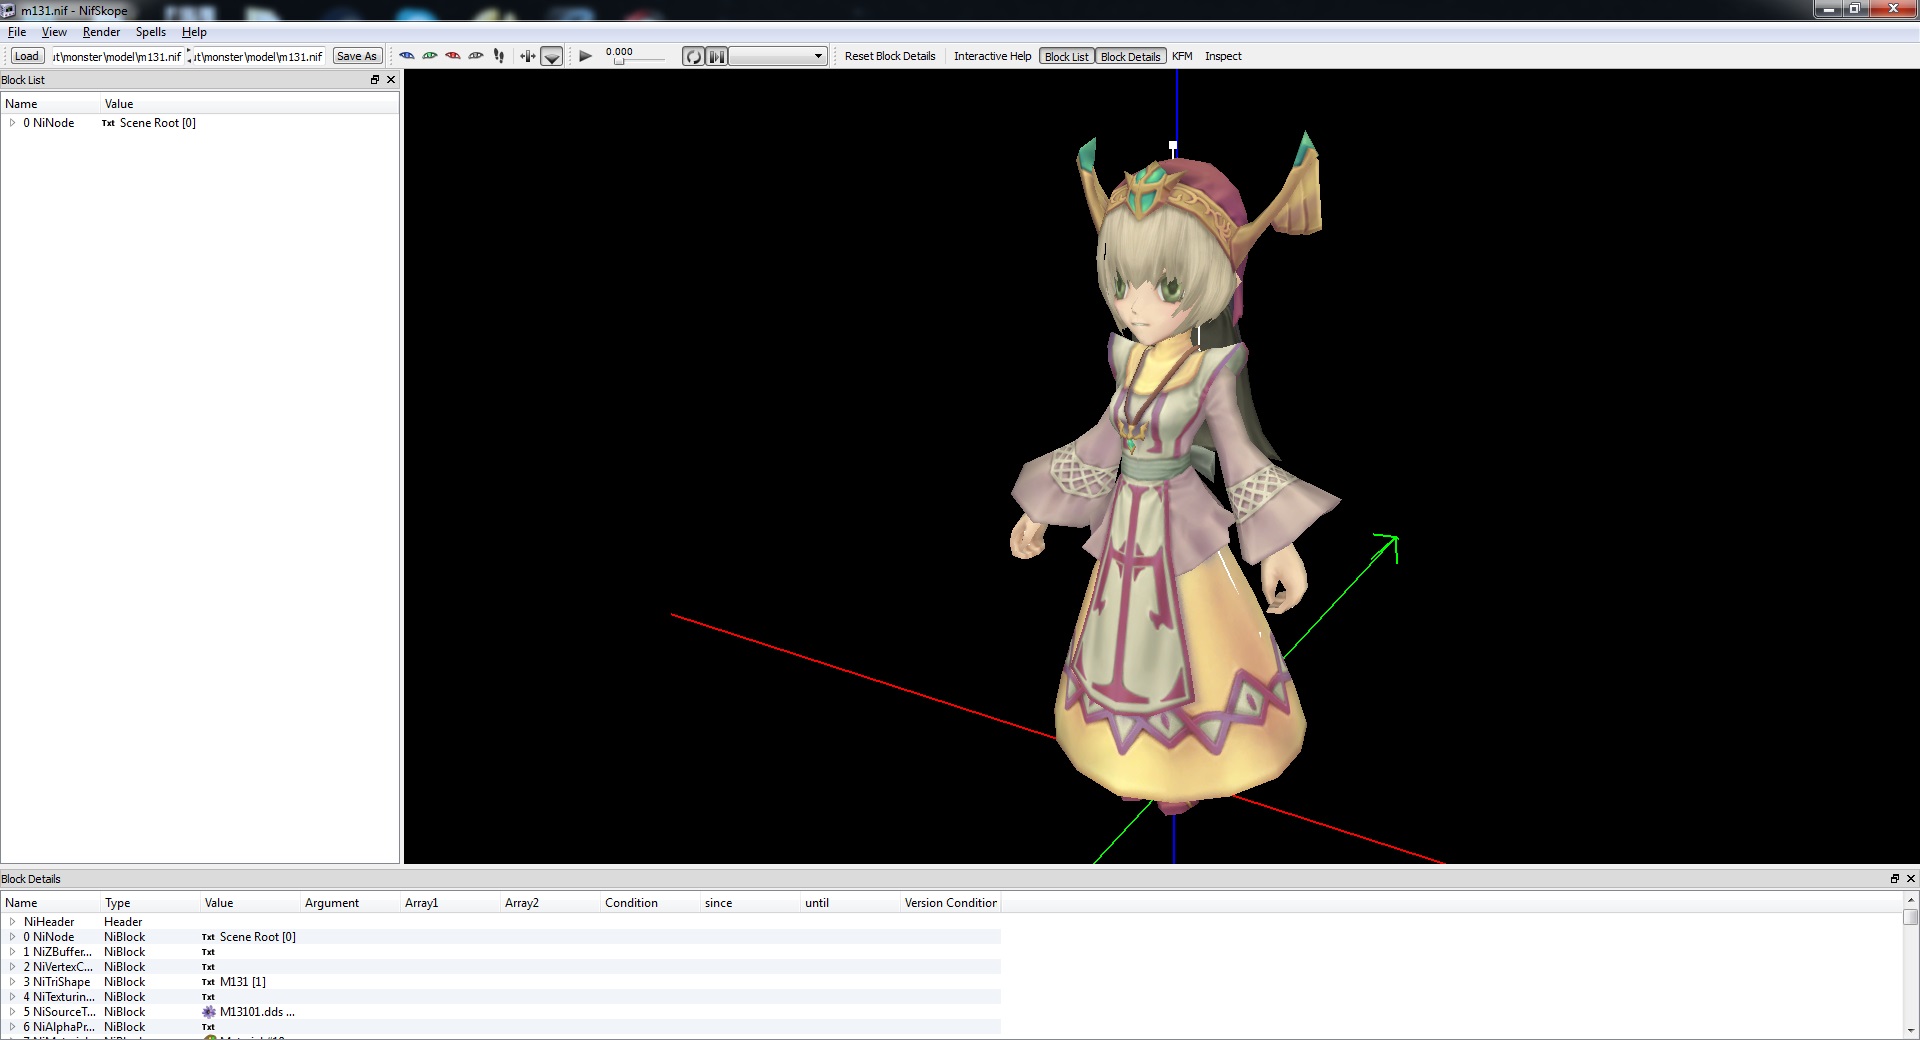 m131.nif - NifSkope
File View Render Spells Help
Load ut\monster\model\m131.nif ut\monster\model\m131.nif Save As 0.000 Reset Block Details Interactive Help Block List Block Details KFM Inspect
Block List
Name Value
0 NiNode Txt Scene Root [0]
Block Details
Name Type Value Argument Array1 Array2 Condition since until Version Condition
NiHeader Header
0 NiNode NiBlock Txt Scene Root [0]
1 NiZBuffer... NiBlock Txt
2 NiVertexC... NiBlock Txt
3 NiTriShape NiBlock Txt M131 [1]
4 NiTexturin... NiBlock Txt
5 NiSourceT... NiBlock M13101.dds ...
6 NiAlphaPr... NiBlock Txt